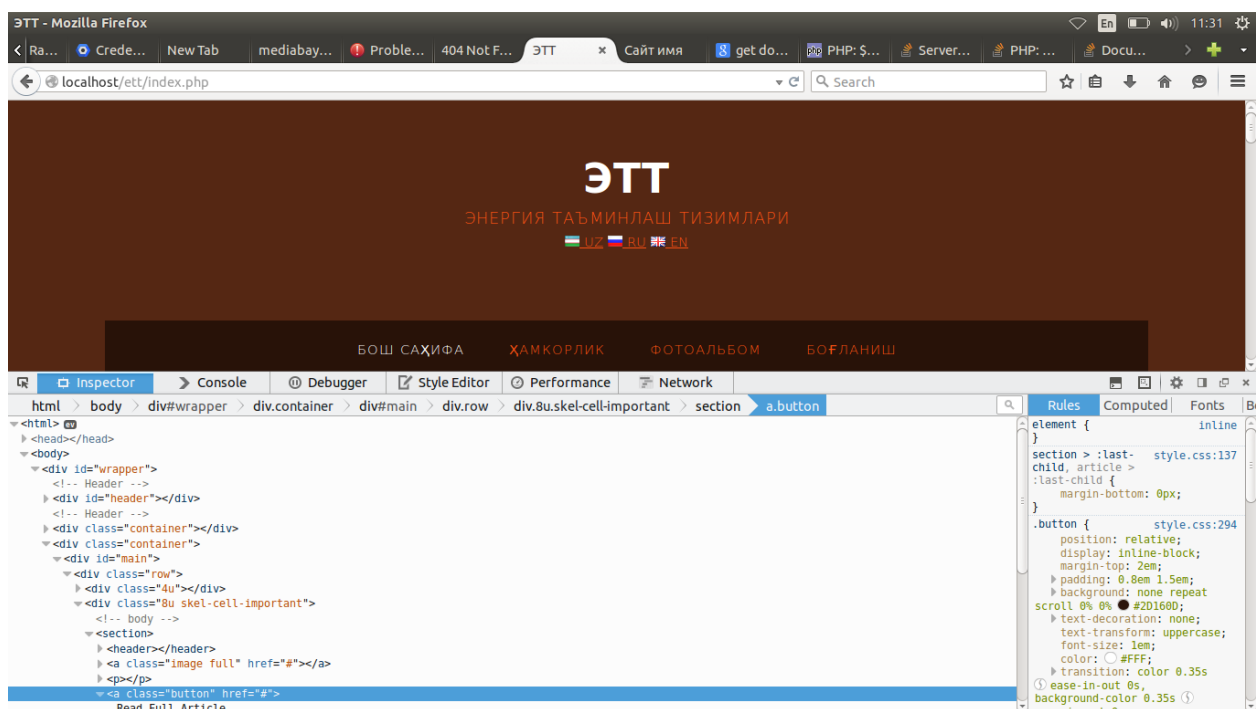 ЭТТ - Mozilla Firefox
En
11:31
Ra...
Crede...
New Tab
mediabay...
Proble...
404 Not F...
ЭТТ
Сайт имя
get do...
PHP: $...
Server...
PHP: ...
Docu...
localhost/ett/index.php
Search
ЭТТ
ЭНЕРГИЯ ТАЪМИНЛАШ ТИЗИМЛАРИ
UZ RU EN
БОШ САҲИФА ҲАМКОРЛИК ФОТОАЛЬБОМ БОҒЛАНИШ
Inspector Console Debugger Style Editor Performance Network
html > body > div#wrapper > div.container > div#main > div.row > div.8u.skel-cell-important > section > a.button
<html> ev
<head></head>
<body>
<div id="wrapper">
<!-- Header -->
<div id="header"></div>
<!-- Header -->
<div class="container"></div>
<div class="container">
<div id="main">
<div class="row">
<div class="4u"></div>
<div class="8u skel-cell-important">
<!-- body -->
<section>
<header></header>
<a class="image full" href="#"></a>
<p></p>
<a class="button" href="#">
Read Full Article
Rules Computed Fonts
element { inline
}
section > :last- style.css:137
child, article >
:last-child {
margin-bottom: 0px;
}
.button { style.css:294
position: relative;
display: inline-block;
margin-top: 2em;
padding: 0.8em 1.5em;
background: none repeat
scroll 0% 0% #2D160D;
text-decoration: none;
text-transform: uppercase;
font-size: 1em;
color: #FFF;
transition: color 0.35s
ease-in-out 0s,
background-color 0.35s